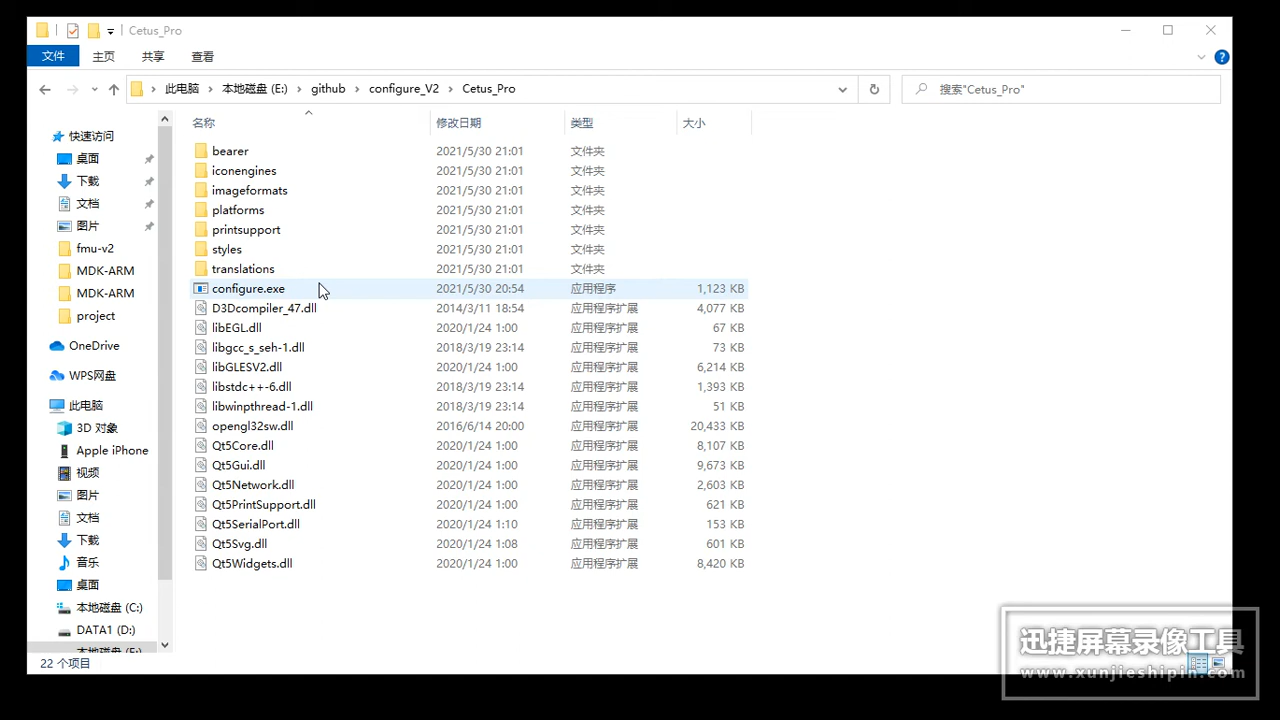 Cetus_Pro
文件 主页 共享 查看
此电脑 本地磁盘 (E:) github configure_V2 Cetus_Pro 搜索"Cetus_Pro"
名称 修改日期 类型 大小
快速访问
桌面
下载
文档
图片
fmu-v2
MDK-ARM
MDK-ARM
project
OneDrive
WPS网盘
此电脑
3D 对象
Apple iPhone
视频
图片
文档
下载
音乐
桌面
本地磁盘 (C:)
DATA1 (D:)
本地磁盘 (E:)
bearer 2021/5/30 21:01 文件夹
iconengines 2021/5/30 21:01 文件夹
imageformats 2021/5/30 21:01 文件夹
platforms 2021/5/30 21:01 文件夹
printsupport 2021/5/30 21:01 文件夹
styles 2021/5/30 21:01 文件夹
translations 2021/5/30 21:01 文件夹
configure.exe 2021/5/30 20:54 应用程序 1,123 KB
D3Dcompiler_47.dll 2014/3/11 18:54 应用程序扩展 4,077 KB
libEGL.dll 2020/1/24 1:00 应用程序扩展 67 KB
libgcc_s_seh-1.dll 2018/3/19 23:14 应用程序扩展 73 KB
libGLESV2.dll 2020/1/24 1:00 应用程序扩展 6,214 KB
libstdc++-6.dll 2018/3/19 23:14 应用程序扩展 1,393 KB
libwinpthread-1.dll 2018/3/19 23:14 应用程序扩展 51 KB
opengl32sw.dll 2016/6/14 20:00 应用程序扩展 20,433 KB
Qt5Core.dll 2020/1/24 1:00 应用程序扩展 8,107 KB
Qt5Gui.dll 2020/1/24 1:00 应用程序扩展 9,673 KB
Qt5Network.dll 2020/1/24 1:00 应用程序扩展 2,603 KB
Qt5PrintSupport.dll 2020/1/24 1:00 应用程序扩展 621 KB
Qt5SerialPort.dll 2020/1/24 1:10 应用程序扩展 153 KB
Qt5Svg.dll 2020/1/24 1:08 应用程序扩展 601 KB
Qt5Widgets.dll 2020/1/24 1:00 应用程序扩展 8,420 KB
22 个项目
迅捷屏幕录像工具
www.xunjieshipin.com